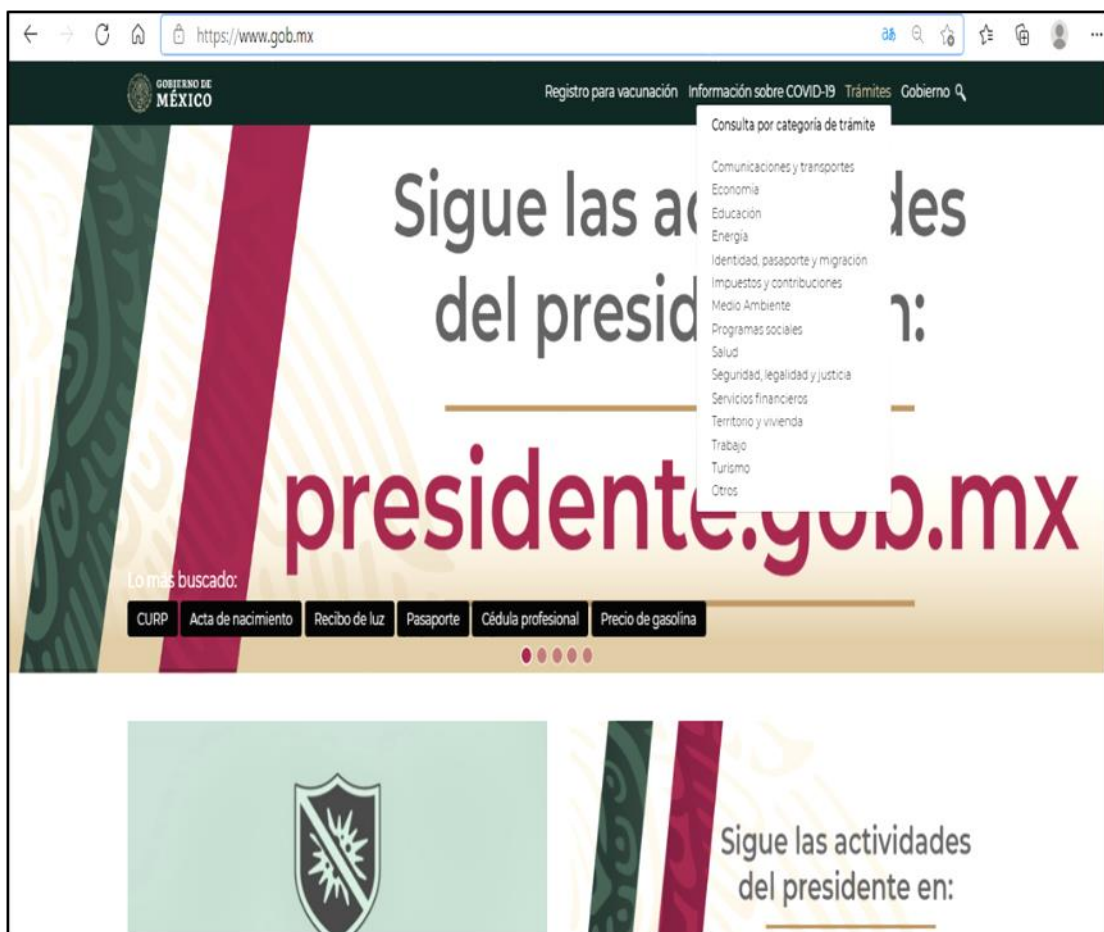 https://www.gob.mx
GOBIERNO DE
MÉXICO
Registro para vacunación Información sobre COVID-19 Trámites Gobierno
Consulta por categoría de trámite
Comunicaciones y transportes
Economía
Educación
Energía
Identidad, pasaporte y migración
Impuestos y contribuciones
Medio Ambiente
Programas sociales
Salud
Seguridad, legalidad y justicia
Servicios financieros
Territorio y vivienda
Trabajo
Turismo
Otros
Sigue las ac des
del presid n:
presidente.gob.mx
Lo más buscado:
CURP Acta de nacimiento Recibo de luz Pasaporte Cédula profesional Precio de gasolina
Sigue las actividades
del presidente en: